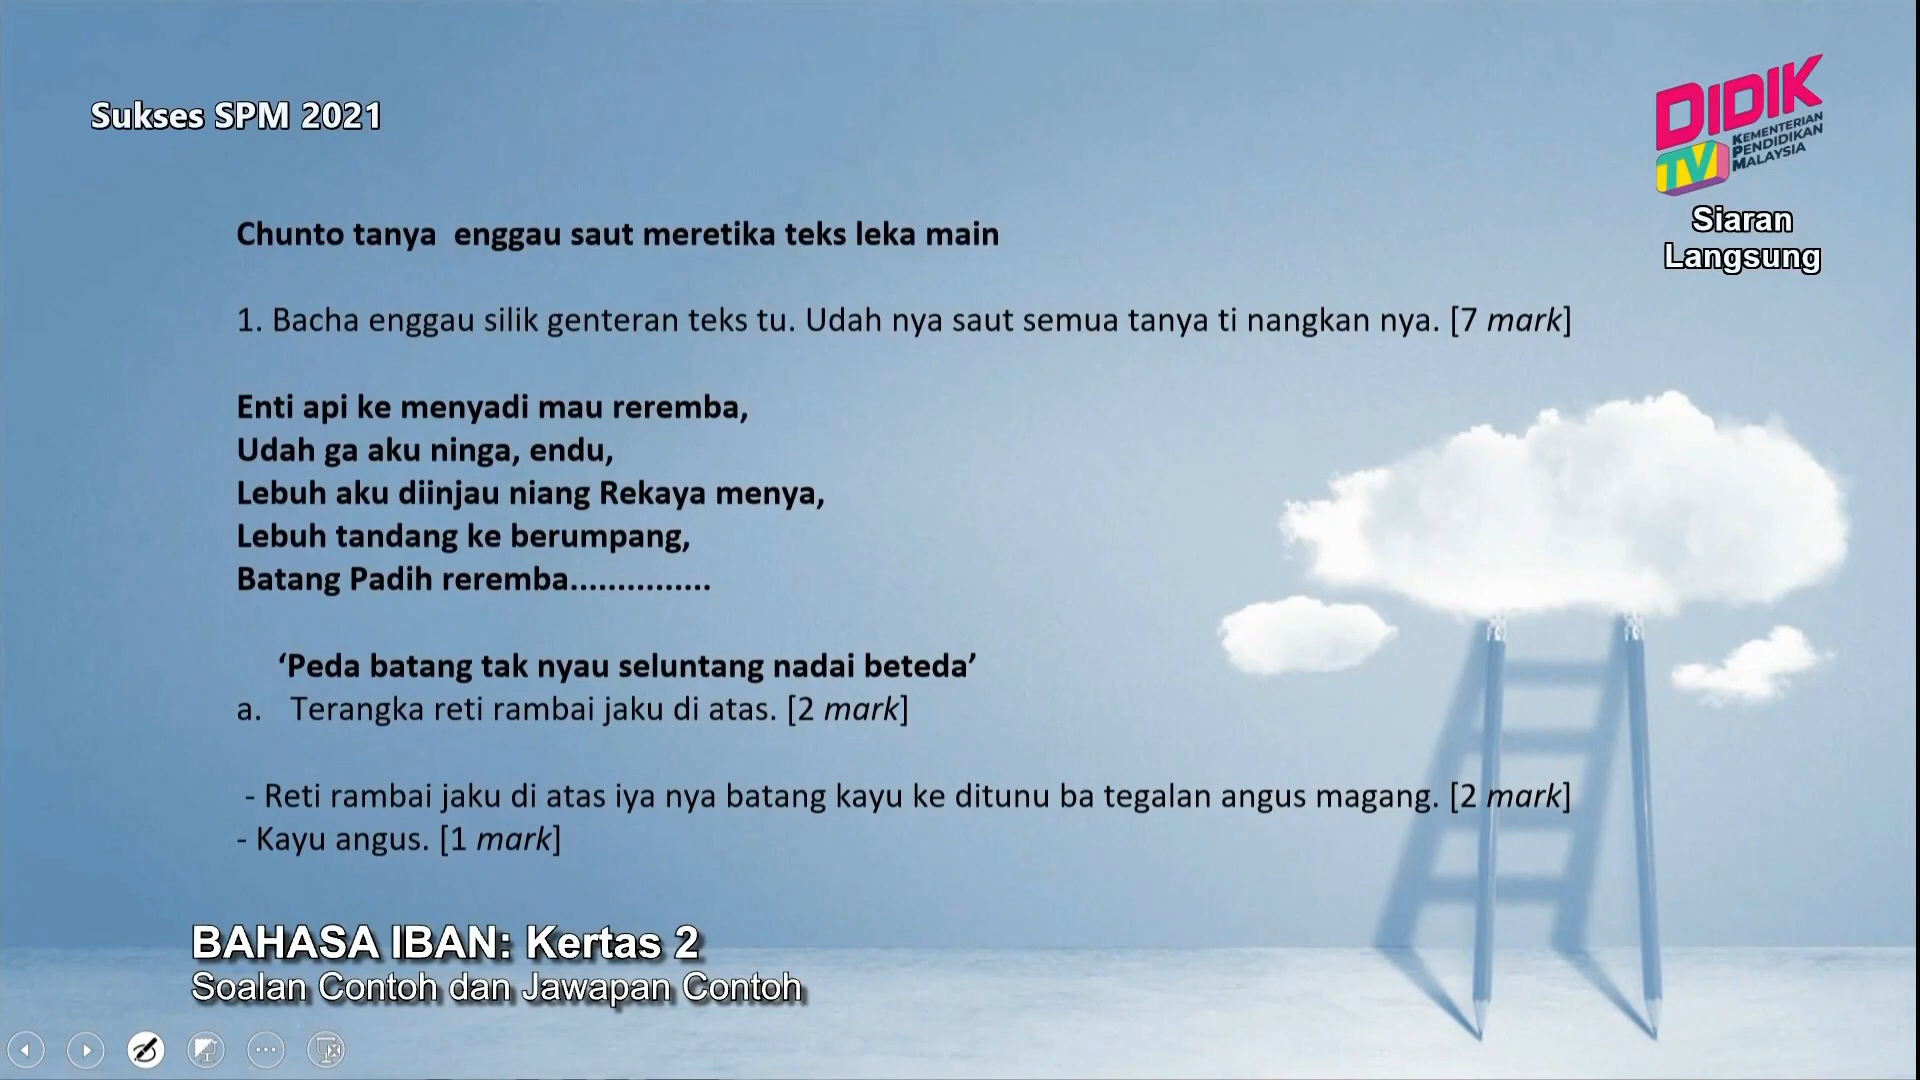 Sukses SPM 2021
DIDIK
TV
KEMENTERIAN
PENDIDIKAN
MALAYSIA
Siaran
Langsung
Chunto tanya enggau saut meretika teks leka main
1. Bacha enggau silik genteran teks tu. Udah nya saut semua tanya ti nangkan nya. [7 mark]
Enti api ke menyadi mau reremba,
Udah ga aku ninga, endu,
Lebuh aku diinjau niang Rekaya menya,
Lebuh tandang ke berumpang,
Batang Padih reremba...............
‘Peda batang tak nyau seluntang nadai beteda’
a. Terangka reti rambai jaku di atas. [2 mark]
- Reti rambai jaku di atas iya nya batang kayu ke ditunu ba tegalan angus magang. [2 mark]
- Kayu angus. [1 mark]
BAHASA IBAN: Kertas 2
Soalan Contoh dan Jawapan Contoh